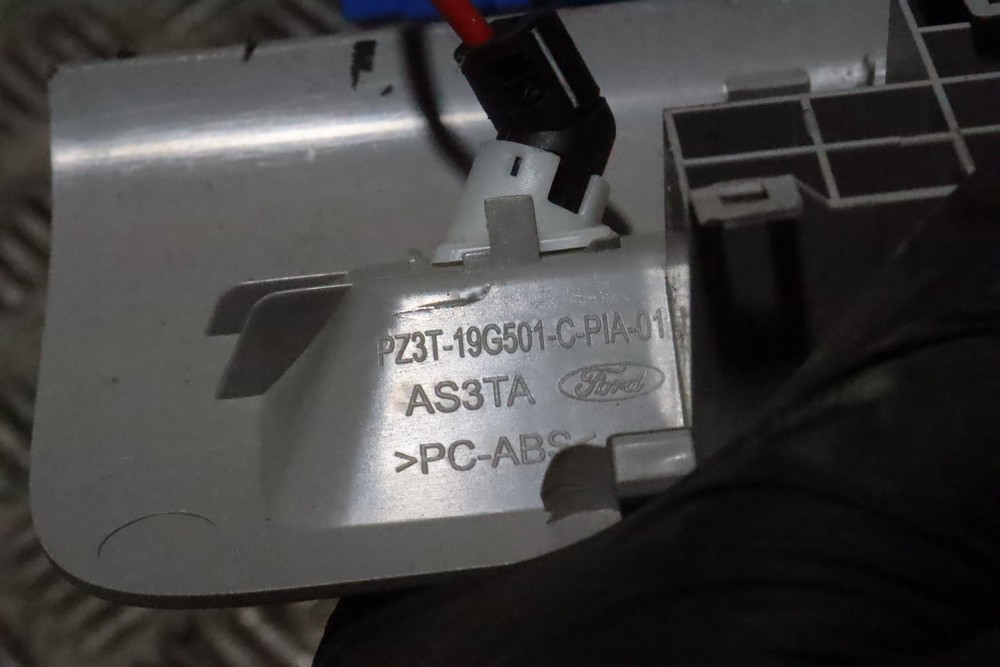 PZ3T-19G501-C-PIA-01
AS3TA Ford
>PC-ABS<